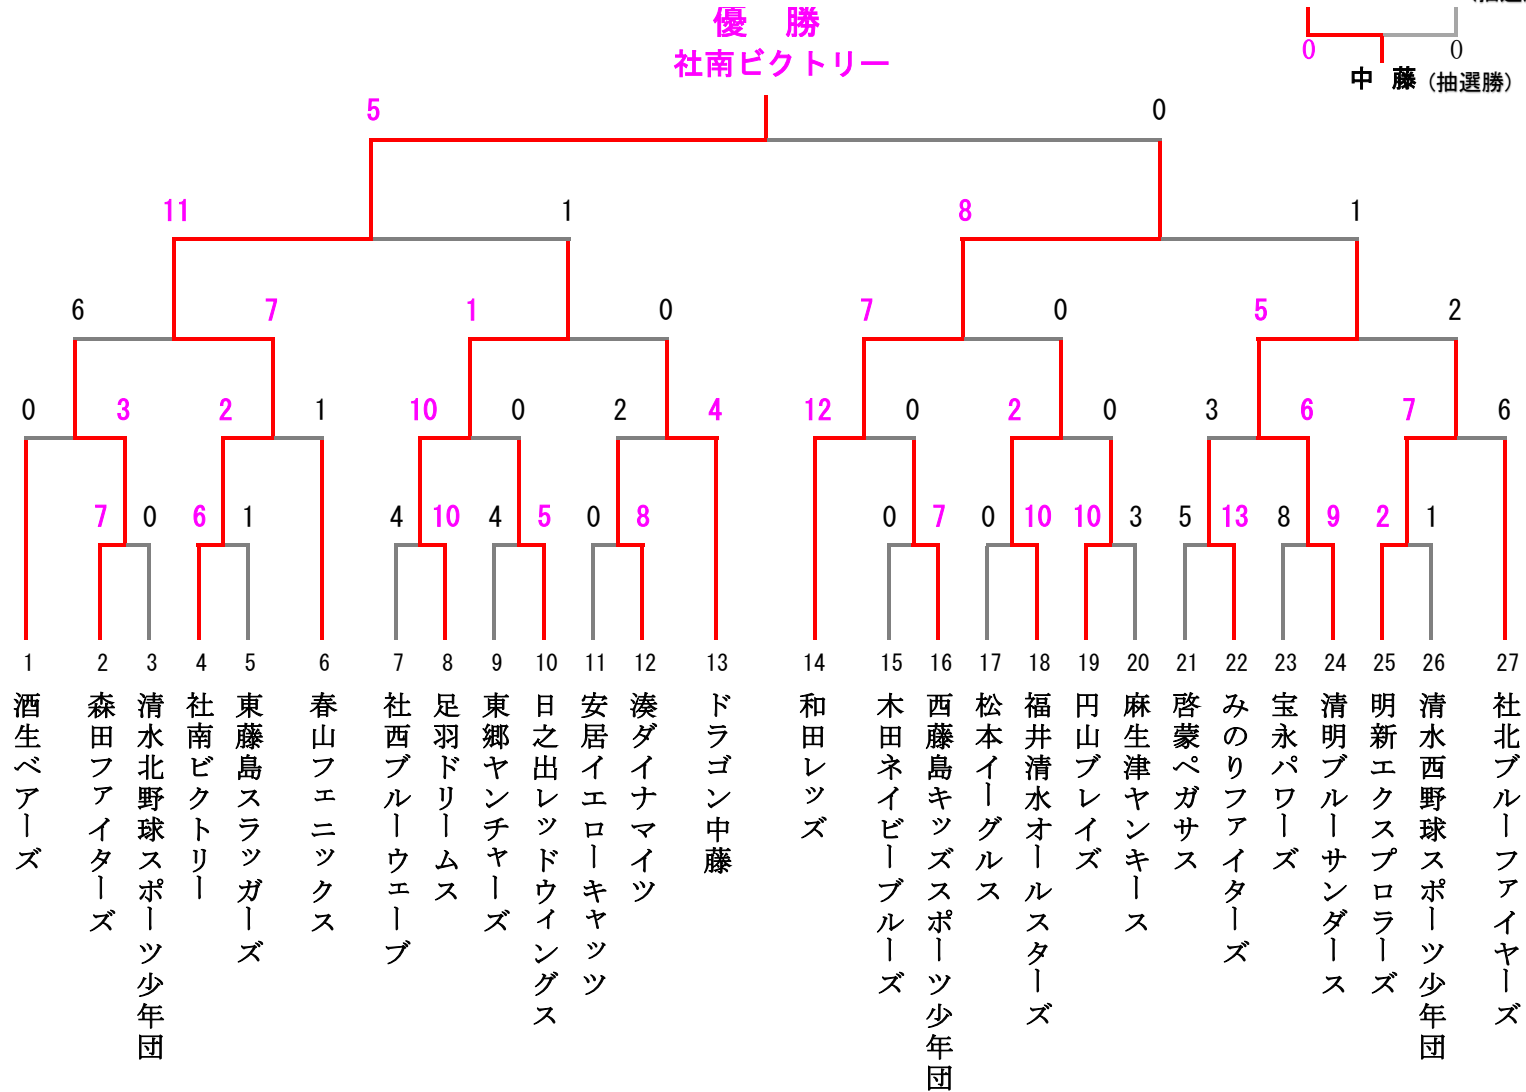 優 勝
社南ビクトリー
0 0
中 藤 (抽選勝)
5 0
11 1 8 1
6 7 1 0 7 0 5 2
0 3 2 1 10 0 2 4 12 0 2 0 3 6 7 6
7 0 6 1 4 10 4 5 0 8 0 7 0 10 10 3 5 13 8 9 2 1
1 2 3 4 5 6 7 8 9 10 11 12 13 14 15 16 17 18 19 20 21 22 23 24 25 26 27
酒生ベアーズ
森田ファイターズ
清水北野球スポーツ少年団
社南ビクトリー
東藤島スラッガーズ
春山フェニックス
社西ブルーウェーブ
足羽ドリームス
東郷ヤンチャーズ
日之出レッドウィングス
安居イエローキャッツ
湊ダイナマイツ
ドラゴン中藤
和田レッズ
木田ネイビーブルーズ
西藤島キッズスポーツ少年団
松本イーグルス
福井清水オールスターズ
円山ブレイズ
麻生津ヤンキース
啓蒙ペガサス
みのりファイターズ
宝永パワーズ
清明ブルーサンダース
明新エクスプロラーズ
清水西野球スポーツ少年団
社北ブルーファイヤーズ